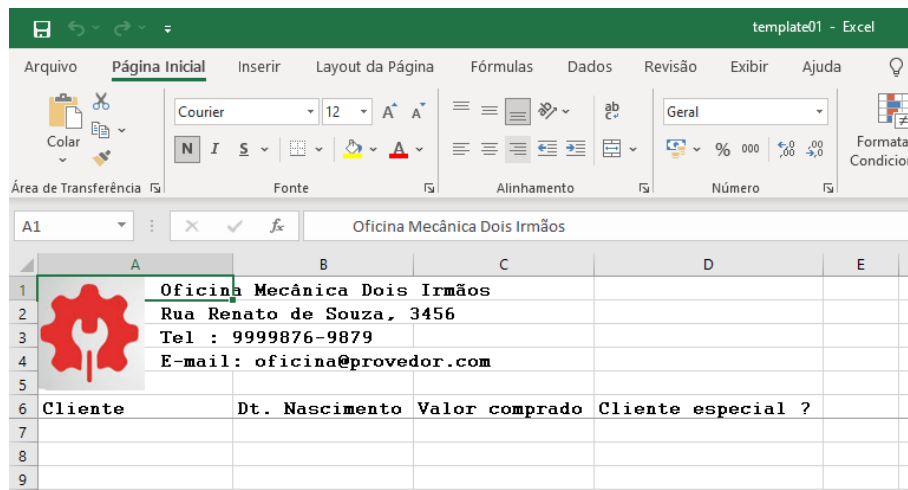 template01 - Excel
Arquivo Página Inicial Inserir Layout da Página Fórmulas Dados Revisão Exibir Ajuda
Courier 12 A A ab Geral
Colar N I S A % 000 Formata
Condicion
Área de Transferência Fonte Alinhamento Número
A1 fx Oficina Mecânica Dois Irmãos
A B C D E
1 Oficina Mecânica Dois Irmãos
2 Rua Renato de Souza, 3456
3 Tel : 9999876-9879
4 E-mail: oficina@provedor.com
5
6 Cliente Dt. Nascimento Valor comprado Cliente especial ?
7
8
9